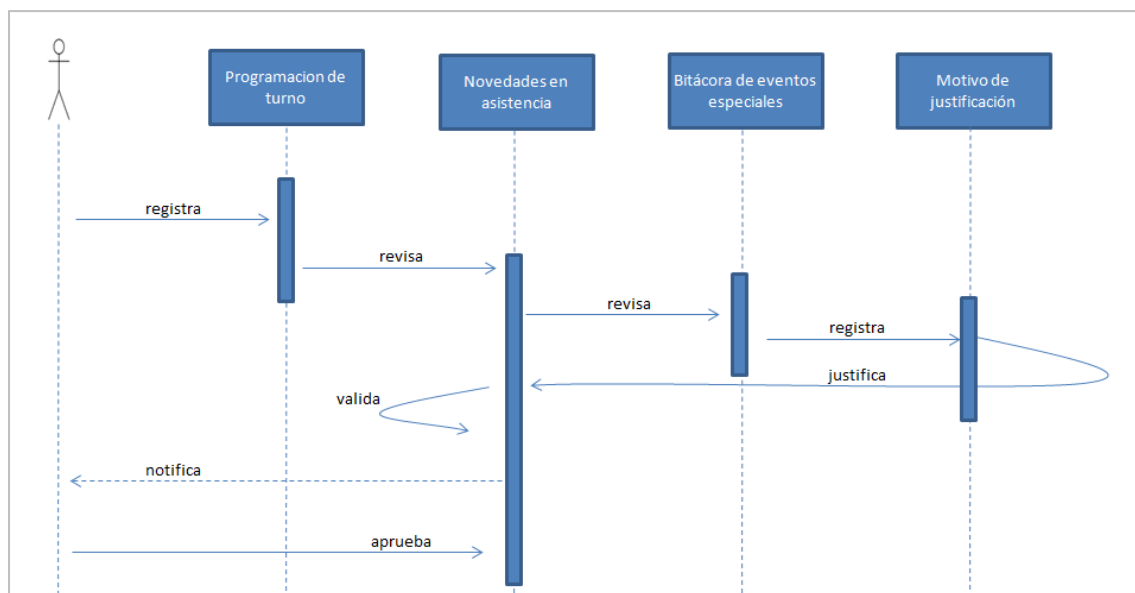 Programacion de
turno
Novedades en
asistencia
Bitácora de eventos
especiales
Motivo de
justificación
registra
revisa
revisa
registra
justifica
valida
notifica
aprueba